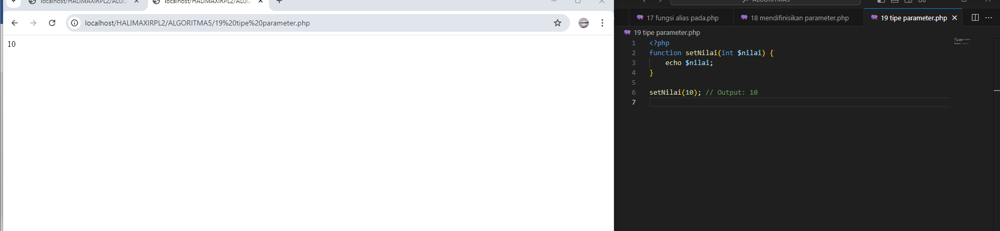 localhost/HALIMAXIRPL2/ALGO
localhost/HALIMAXIRPL2/ALGO
localhost/HALIMAXIRPL2/ALGORITMA5/19%20tipe%20parameter.php
10
ALGORITMA5
17 fungsi alias pada.php
18 mendifinisikan parameter.php
19 tipe parameter.php
19 tipe parameter.php
1 <?php
2 function setNilai(int $nilai) {
3 echo $nilai;
4 }
5
6 setNilai(10); // Output: 10
7